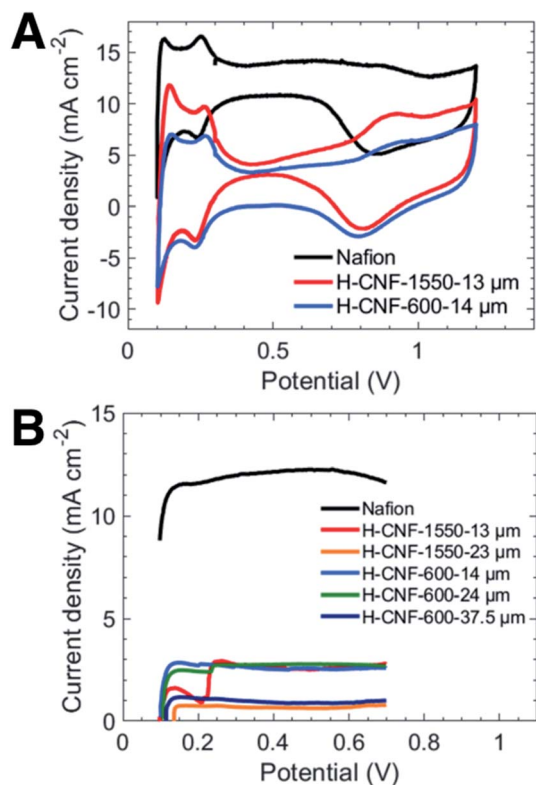 A
Current density (mA cm-2)
15
10
5
0
-5
-10
Nafion
H-CNF-1550-13 µm
H-CNF-600-14 µm
0
0.5
1
Potential (V)
B
Current density (mA cm-2)
15
10
5
0
Nafion
H-CNF-1550-13 µm
H-CNF-1550-23 µm
H-CNF-600-14 µm
H-CNF-600-24 µm
H-CNF-600-37.5 µm
0
0.2
0.4
0.6
0.8
1
Potential (V)